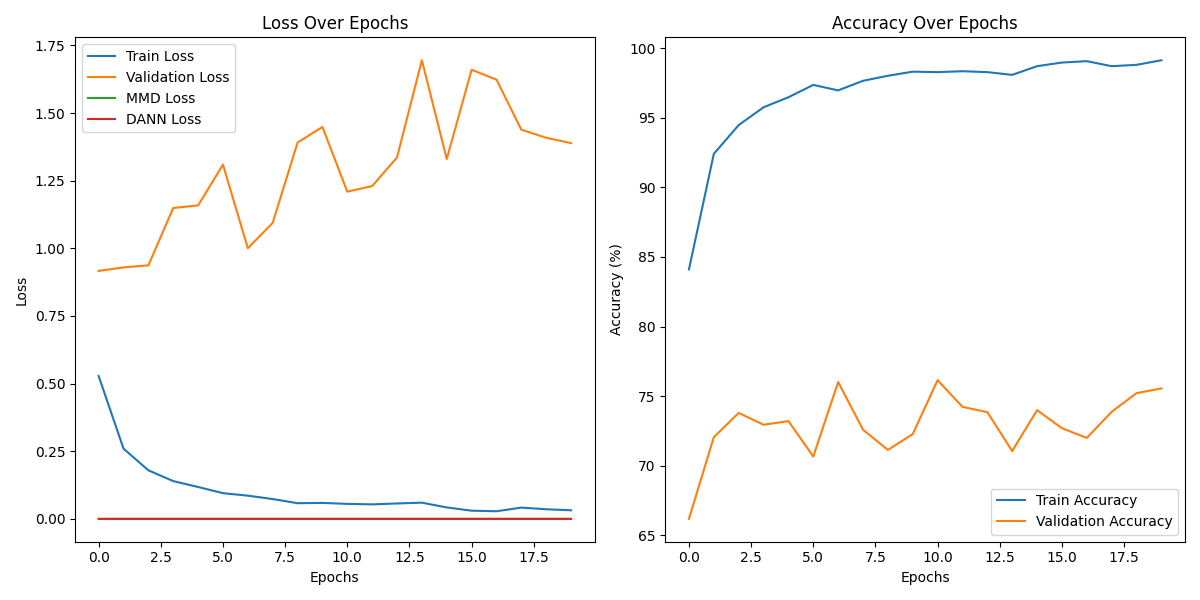 Loss Over Epochs
Train Loss
Validation Loss
MMD Loss
DANN Loss
1.75
1.50
1.25
1.00
0.75
0.50
0.25
0.00
Loss
0.0 2.5 5.0 7.5 10.0 12.5 15.0 17.5
Epochs
Accuracy Over Epochs
100
95
90
85
80
75
70
65
Accuracy (%)
Train Accuracy
Validation Accuracy
0.0 2.5 5.0 7.5 10.0 12.5 15.0 17.5
Epochs